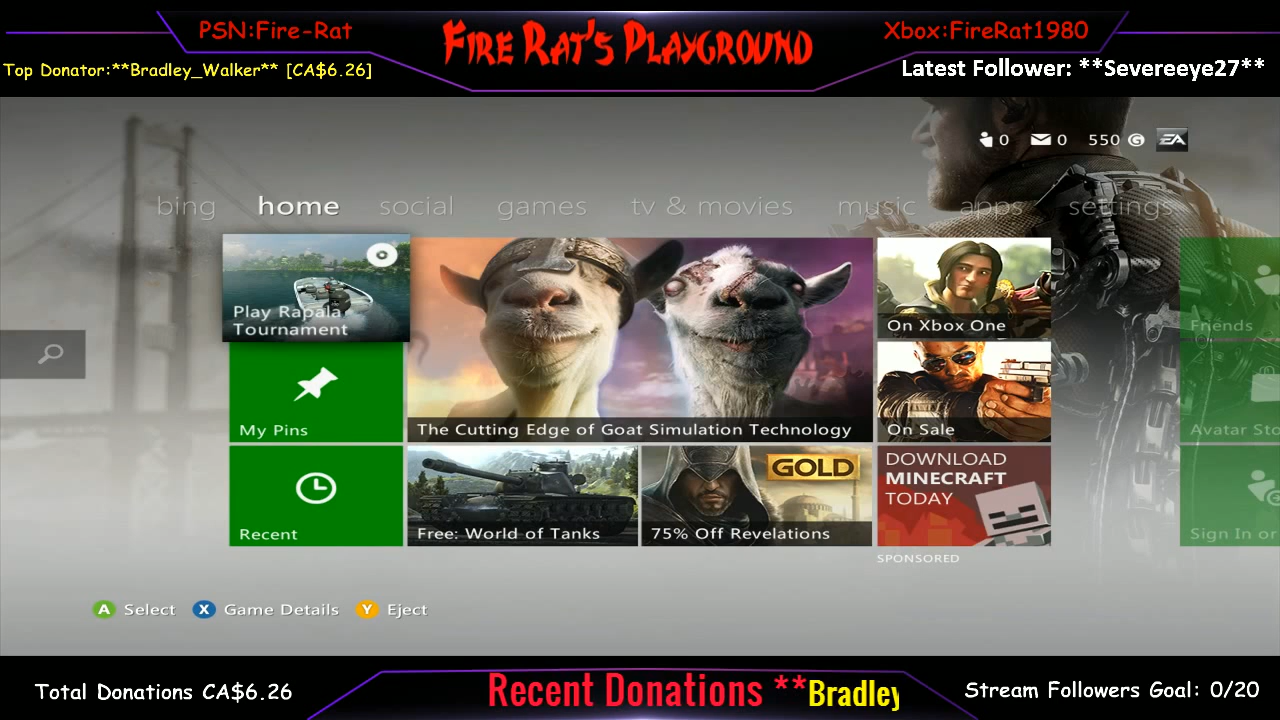 PSN:Fire-Rat
FIRE RAT'S PLAYGROUND
Xbox:FireRat1980
Top Donator:**Bradley_Walker** [CA$6.26]
Latest Follower: **Severeeye27**
0
0
550 G
EA
bing
home
social
games
tv & movies
music
apps
settings
Play Rapala
Tournament
My Pins
Recent
The Cutting Edge of Goat Simulation Technology
Free: World of Tanks
GOLD
75% Off Revelations
On Xbox One
On Sale
DOWNLOAD
MINECRAFT
TODAY
SPONSORED
Friends
Avatar Sto
Sign In or
A Select
X Game Details
Y Eject
Total Donations CA$6.26
Recent Donations **Bradley
Stream Followers Goal: 0/20